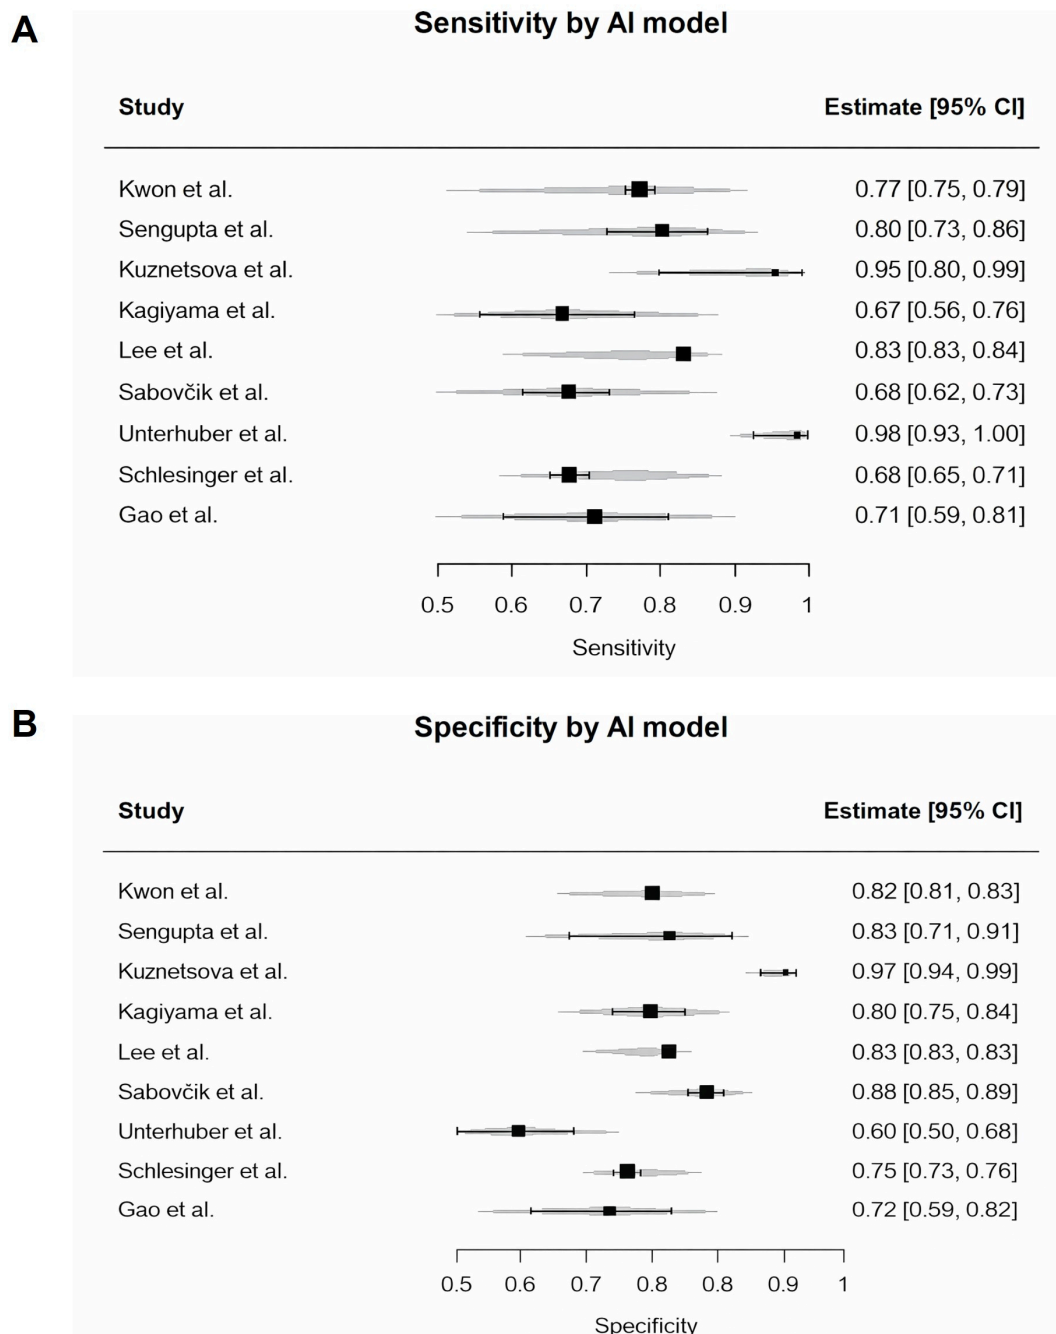 A
Sensitivity by AI model
Study Estimate [95% CI]
Kwon et al. 0.77 [0.75, 0.79]
Sengupta et al. 0.80 [0.73, 0.86]
Kuznetsova et al. 0.95 [0.80, 0.99]
Kagiyama et al. 0.67 [0.56, 0.76]
Lee et al. 0.83 [0.83, 0.84]
Sabovčik et al. 0.68 [0.62, 0.73]
Unterhuber et al. 0.98 [0.93, 1.00]
Schlesinger et al. 0.68 [0.65, 0.71]
Gao et al. 0.71 [0.59, 0.81]
0.5 0.6 0.7 0.8 0.9 1
Sensitivity
B
Specificity by AI model
Study Estimate [95% CI]
Kwon et al. 0.82 [0.81, 0.83]
Sengupta et al. 0.83 [0.71, 0.91]
Kuznetsova et al. 0.97 [0.94, 0.99]
Kagiyama et al. 0.80 [0.75, 0.84]
Lee et al. 0.83 [0.83, 0.83]
Sabovčik et al. 0.88 [0.85, 0.89]
Unterhuber et al. 0.60 [0.50, 0.68]
Schlesinger et al. 0.75 [0.73, 0.76]
Gao et al. 0.72 [0.59, 0.82]
0.5 0.6 0.7 0.8 0.8 0.9 1
Specificity